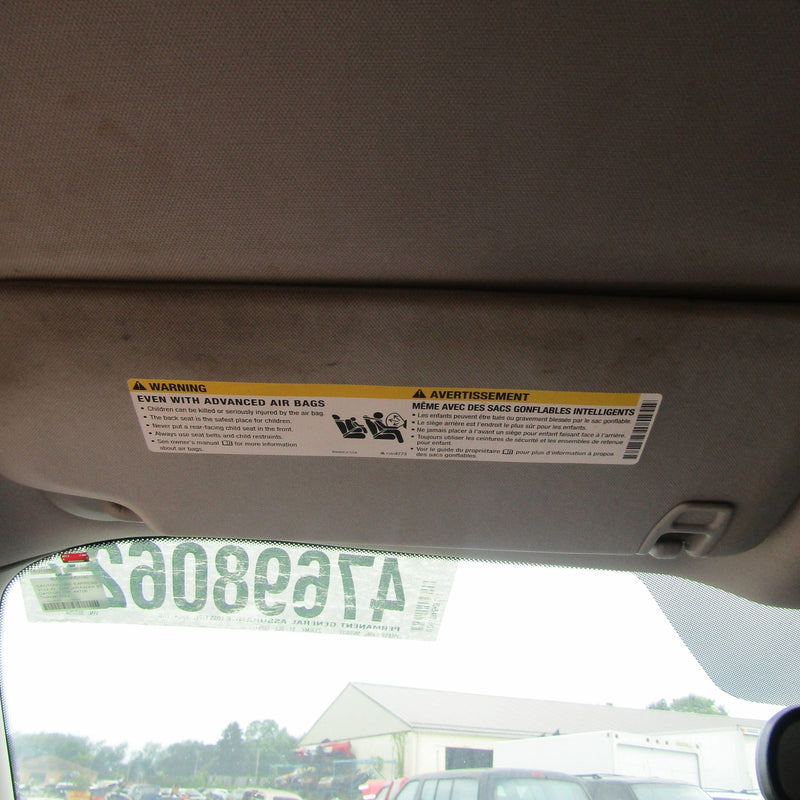 WARNING
EVEN WITH ADVANCED AIR BAGS
• Children can be killed or seriously injured by the air bag.
• The back seat is the safest place for children.
• Never put a rear-facing child seat in the front.
• Always use seat belts and child restraints.
• See owner's manual for more information
about air bags.
AVERTISSEMENT
MÊME AVEC DES SACS GONFLABLES INTELLIGENTS
• Les enfants peuvent être tués ou gravement blessés par le sac gonflable.
• Le siège arrière est l'endroit le plus sûr pour les enfants.
• Ne jamais placer à l'avant un siège pour enfant faisant face à l'arrière.
• Toujours utiliser les ceintures de sécurité et les ensembles de retenue
pour enfant.
• Voir le guide du propriétaire pour plus d'information à propos
des sacs gonflables.
47698062
PERMANENT GENERAL